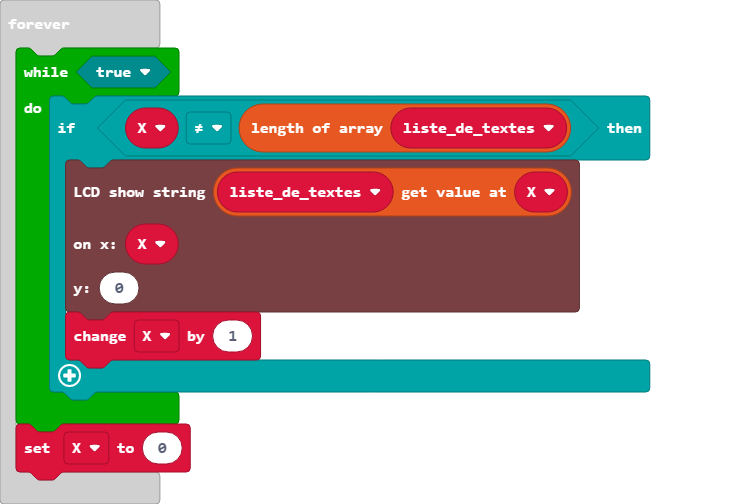 forever
while true
do
if X ≠ length of array liste_de_textes then
LCD show string liste_de_textes get value at X
on x: X
y: 0
change X by 1
set X to 0